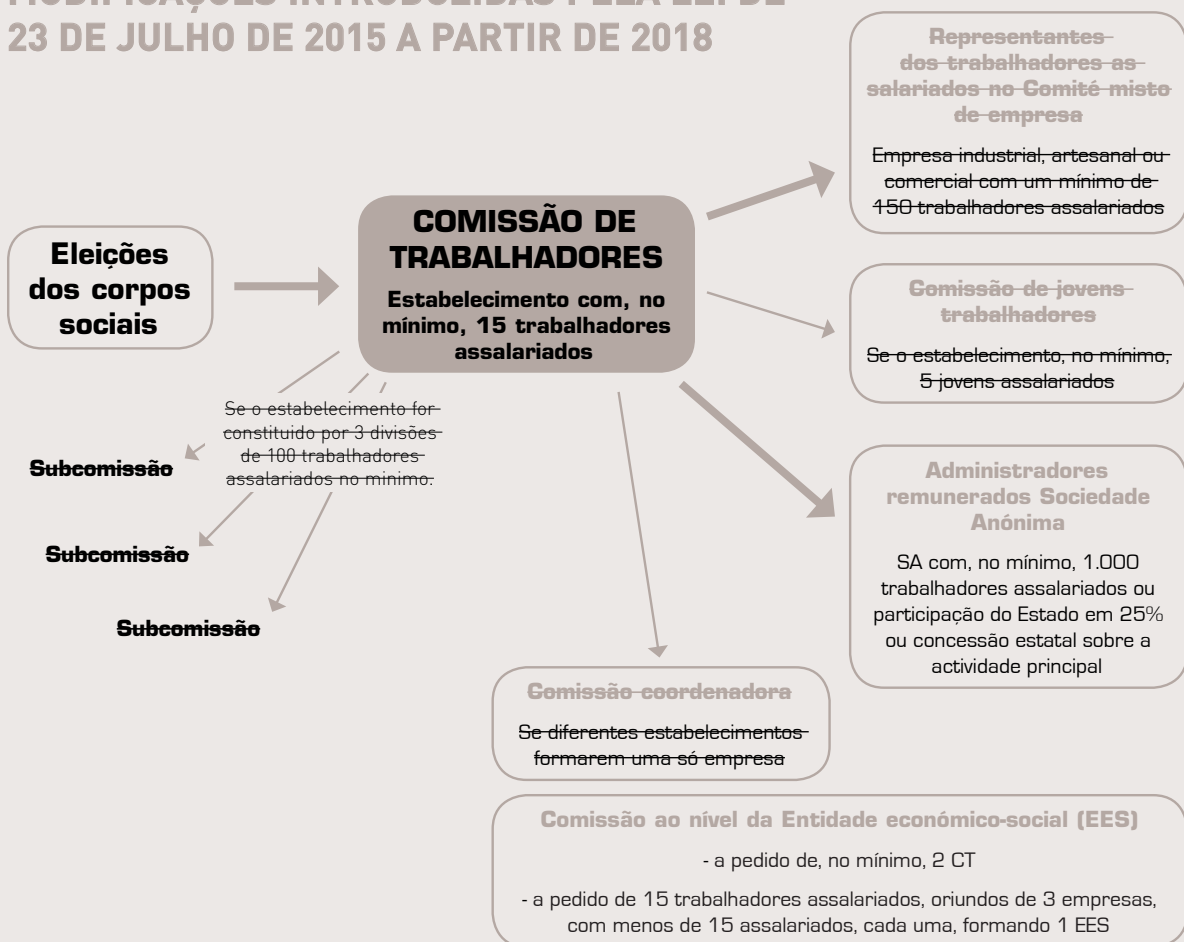 23 DE JULHO DE 2015 A PARTIR DE 2018
Representantes
dos trabalhadores as
salariados no Comité misto
de empresa
Empresa industrial, artesanal ou
comercial com um mínimo de
150 trabalhadores assalariados
Eleições
dos corpos
sociais
COMISSÃO DE
TRABALHADORES
Estabelecimento com, no
mínimo, 15 trabalhadores
assalariados
Comissão de jovens
trabalhadores
Se o estabelecimento, no mínimo,
5 jovens assalariados
Se o estabelecimento for
constituido por 3 divisões
de 100 trabalhadores
assalariados no minimo.
Subcomissão
Subcomissão
Subcomissão
Administradores
remunerados Sociedade
Anónima
SA com, no mínimo, 1.000
trabalhadores assalariados ou
participação do Estado em 25%
ou concessão estatal sobre a
actividade principal
Comissão coordenadora
Se diferentes estabelecimentos
formarem uma só empresa
Comissão ao nível da Entidade económico-social (EES)
- a pedido de, no mínimo, 2 CT
- a pedido de 15 trabalhadores assalariados, oriundos de 3 empresas,
com menos de 15 assalariados, cada uma, formando 1 EES